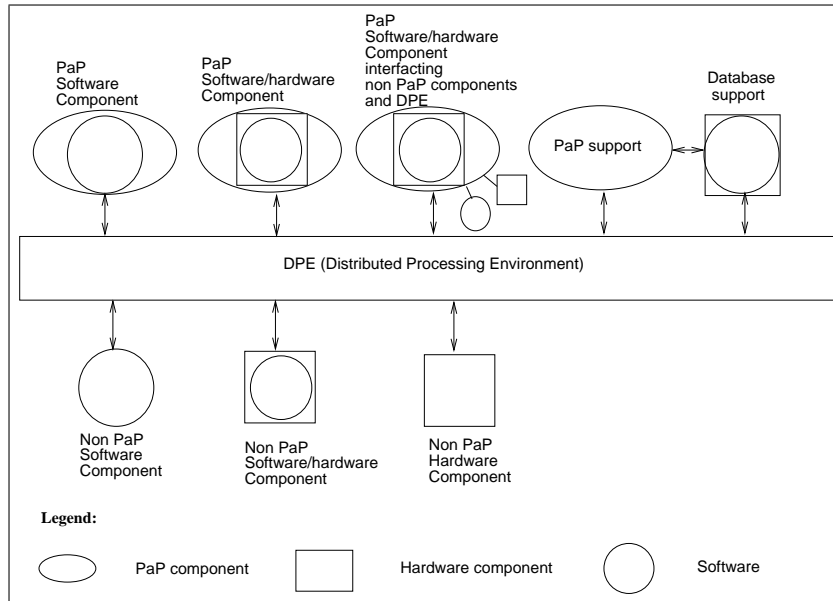 PaP
Software
Component
PaP
Software/hardware
Component
PaP
Software/hardware
Component
interfacting
non PaP components
and DPE
PaP support
Database
support
DPE (Distributed Processing Environment)
Non PaP
Software
Component
Non PaP
Software/hardware
Component
Non PaP
Hardware
Component
Legend:
PaP component
Hardware component
Software